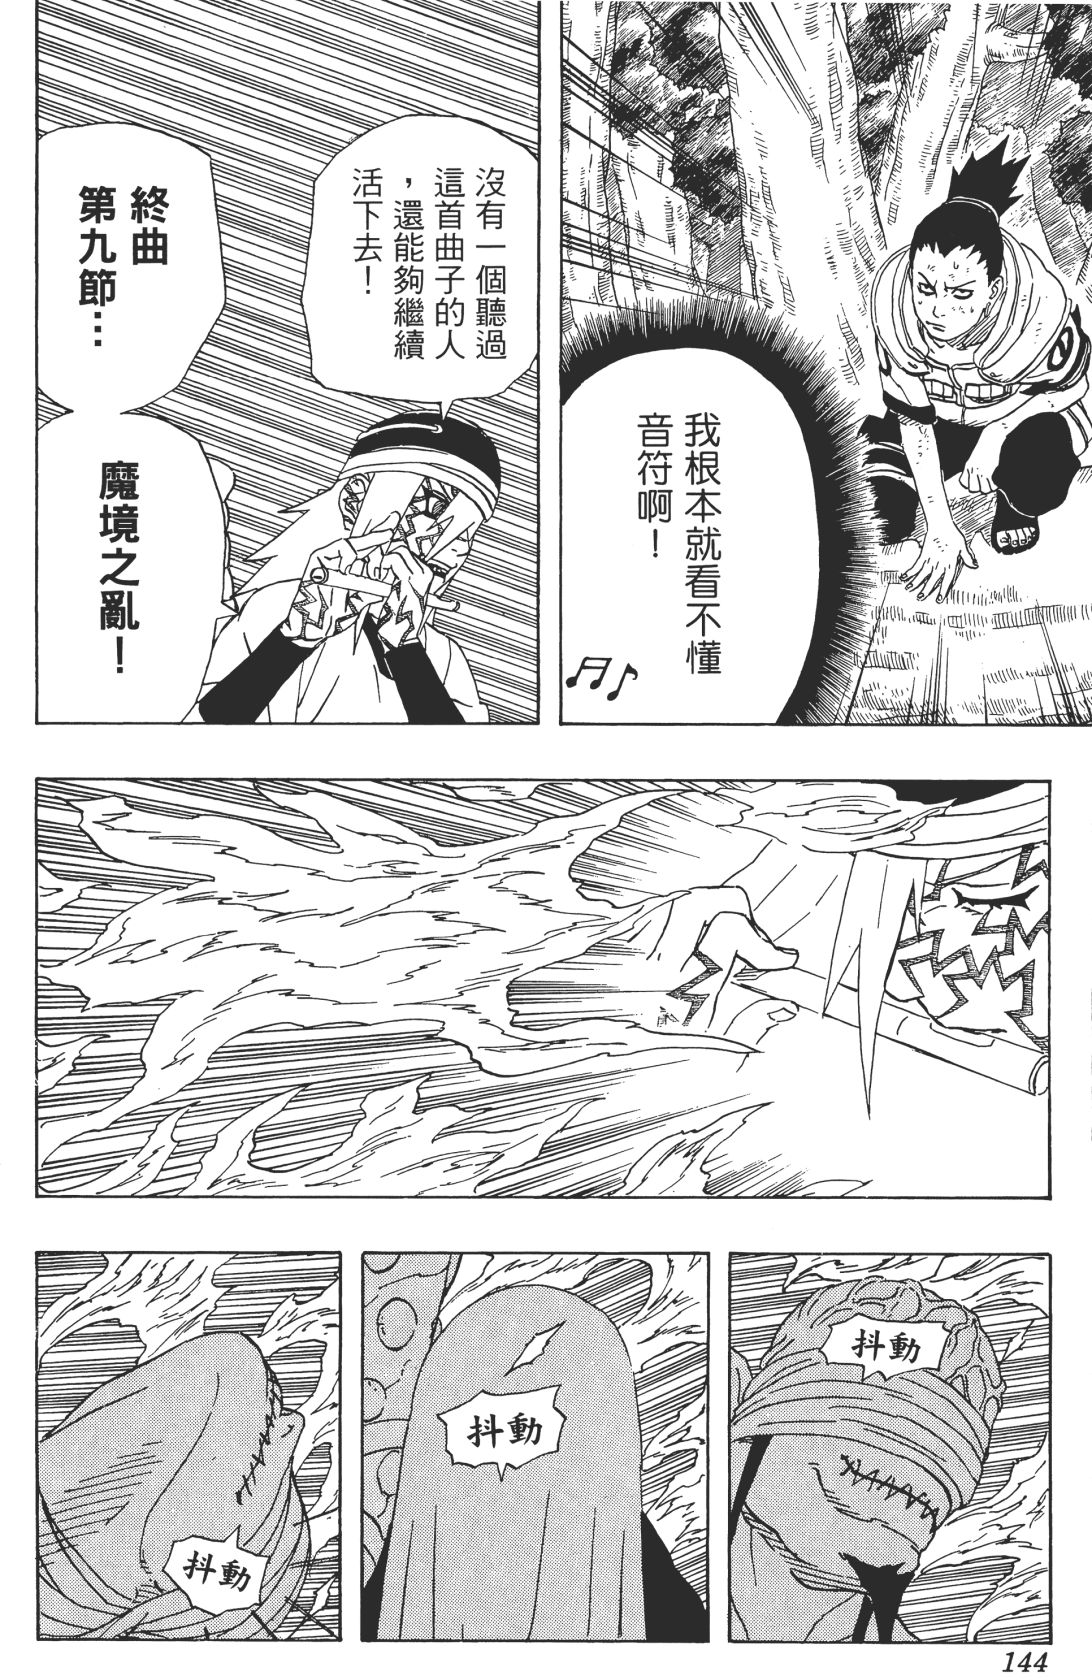 我根本就看不懂
音符啊！
沒有一個聽過
這首曲子的人
，還能夠繼續
活下去！
終曲
第九節…
魔境之亂！
抖動
抖動
抖動
144